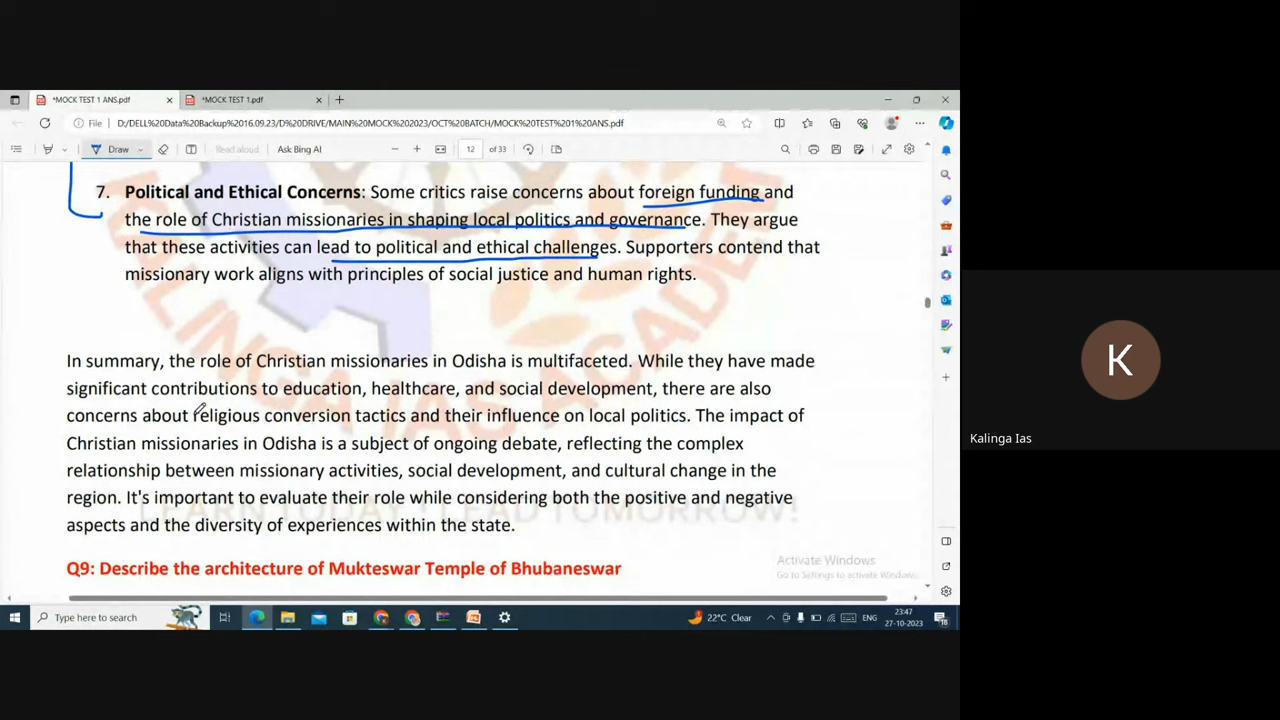 *MOCK TEST 1 ANS.pdf
*MOCK TEST 1.pdf
File
D:/DELL%20Data%20Backup%2016.09.23/D%20DRIVE/MAIN%20MOCK%202023/OCT%20BATCH/MOCK%20TEST%201%20ANS.pdf
Draw
Read aloud
Ask Bing AI
12
of 33
7. Political and Ethical Concerns: Some critics raise concerns about foreign funding and
the role of Christian missionaries in shaping local politics and governance. They argue
that these activities can lead to political and ethical challenges. Supporters contend that
missionary work aligns with principles of social justice and human rights.
In summary, the role of Christian missionaries in Odisha is multifaceted. While they have made
significant contributions to education, healthcare, and social development, there are also
concerns about religious conversion tactics and their influence on local politics. The impact of
Christian missionaries in Odisha is a subject of ongoing debate, reflecting the complex
relationship between missionary activities, social development, and cultural change in the
region. It's important to evaluate their role while considering both the positive and negative
aspects and the diversity of experiences within the state.
Q9: Describe the architecture of Mukteswar Temple of Bhubaneswar
Activate Windows
Go to Settings to activate Windows.
Type here to search
22°C Clear
ENG
23:47
27-10-2023
K
Kalinga Ias